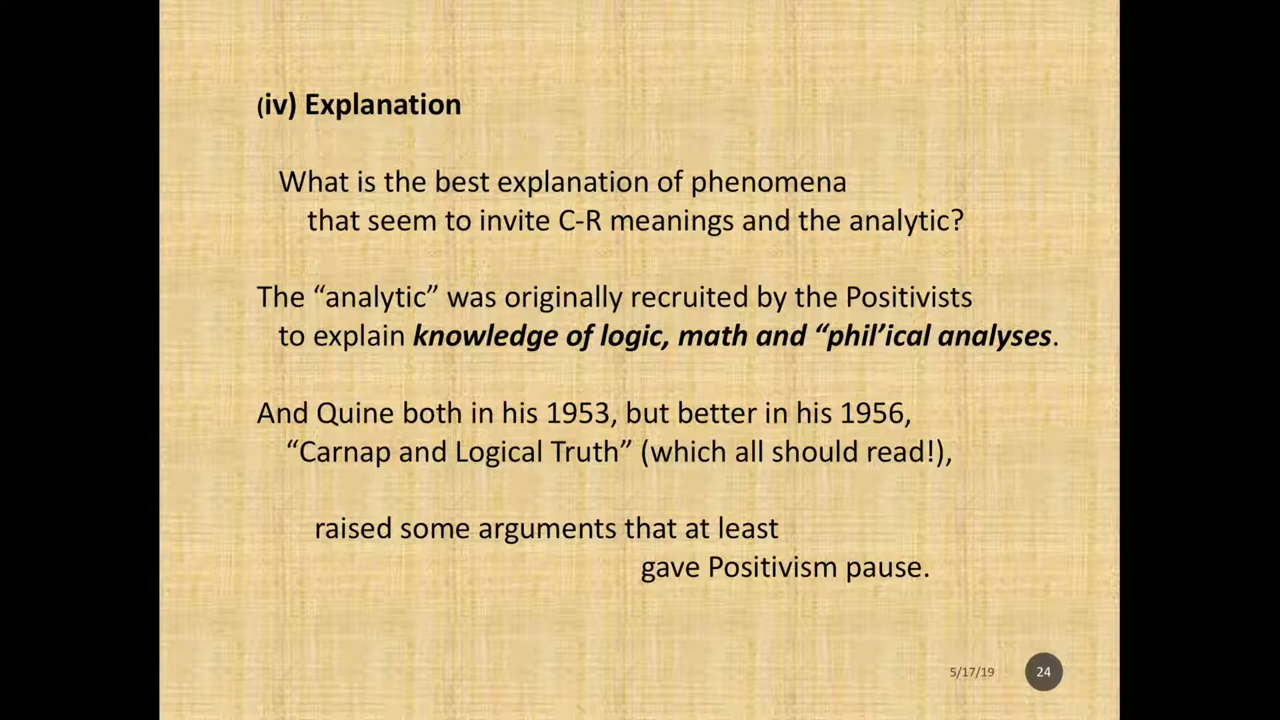 (iv) Explanation
What is the best explanation of phenomena
that seem to invite C-R meanings and the analytic?
The “analytic” was originally recruited by the Positivists
to explain knowledge of logic, math and “phil’ical analyses.
And Quine both in his 1953, but better in his 1956,
“Carnap and Logical Truth” (which all should read!),
raised some arguments that at least
gave Positivism pause.
5/17/19
24